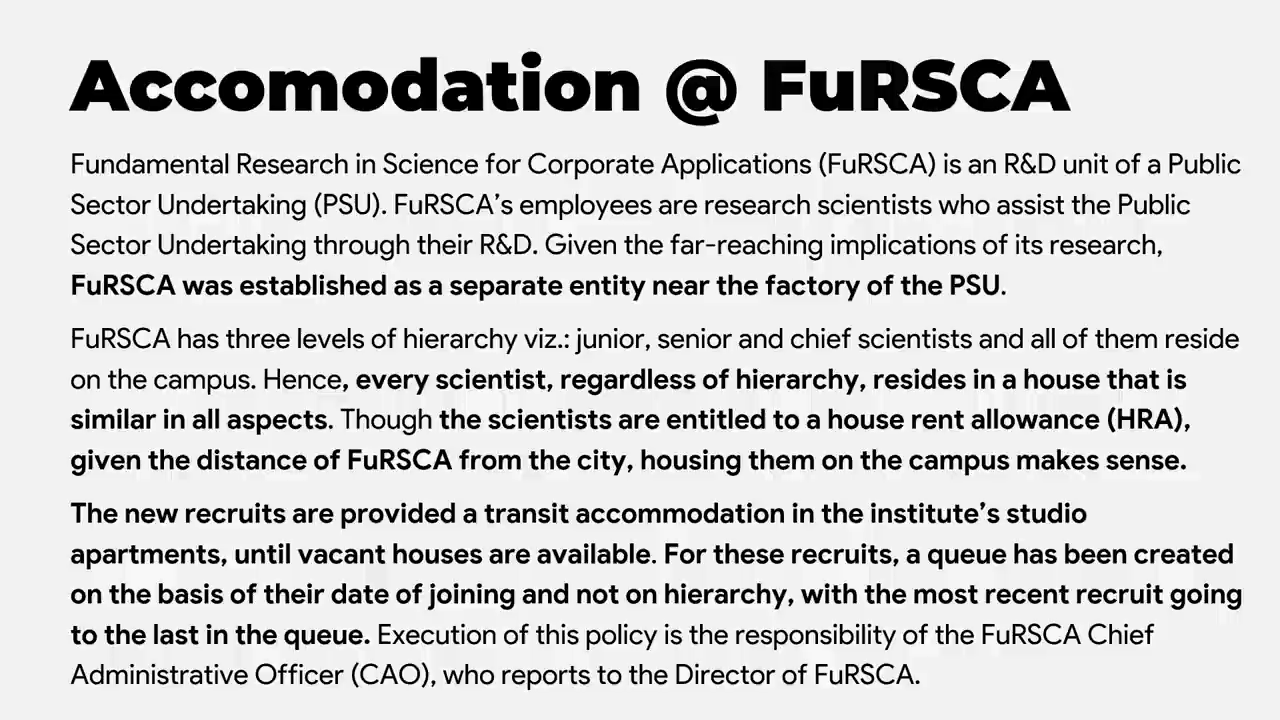 Accomodation @ FuRSCA
Fundamental Research in Science for Corporate Applications (FuRSCA) is an R&D unit of a Public
Sector Undertaking (PSU). FuRSCA’s employees are research scientists who assist the Public
Sector Undertaking through their R&D. Given the far-reaching implications of its research,
FuRSCA was established as a separate entity near the factory of the PSU.
FuRSCA has three levels of hierarchy viz.: junior, senior and chief scientists and all of them reside
on the campus. Hence, every scientist, regardless of hierarchy, resides in a house that is
similar in all aspects. Though the scientists are entitled to a house rent allowance (HRA),
given the distance of FuRSCA from the city, housing them on the campus makes sense.
The new recruits are provided a transit accommodation in the institute’s studio
apartments, until vacant houses are available. For these recruits, a queue has been created
on the basis of their date of joining and not on hierarchy, with the most recent recruit going
to the last in the queue. Execution of this policy is the responsibility of the FuRSCA Chief
Administrative Officer (CAO), who reports to the Director of FuRSCA.